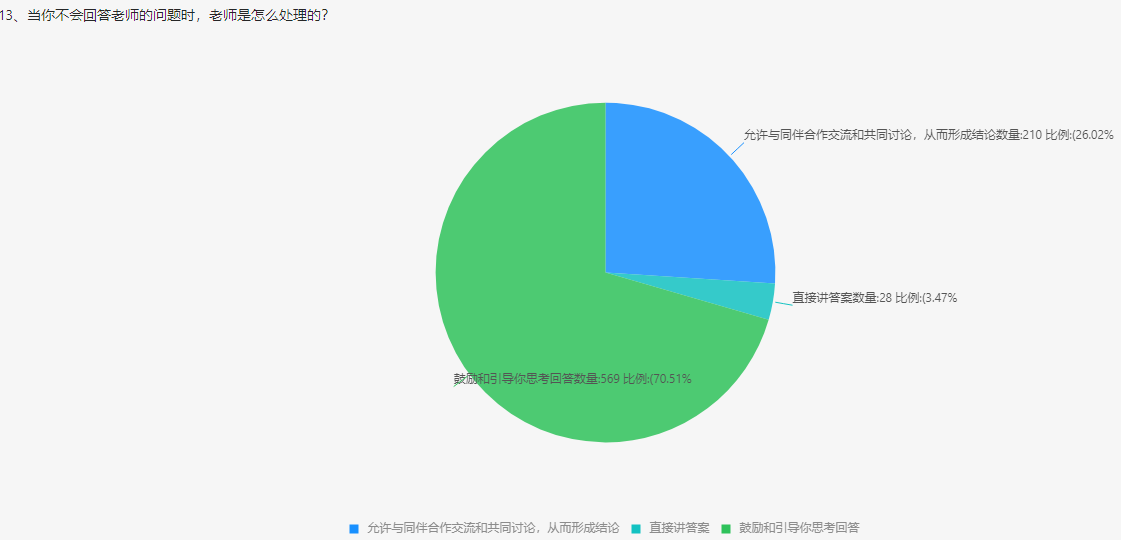 13、当你不会回答老师的问题时，老师是怎么处理的？
允许与同伴合作交流和共同讨论，从而形成结论数量:210 比例:(26.02%
直接讲答案数量:28 比例:(3.47%
鼓励和引导你思考回答数量:569 比例:(70.51%
允许与同伴合作交流和共同讨论，从而形成结论 直接讲答案 鼓励和引导你思考回答